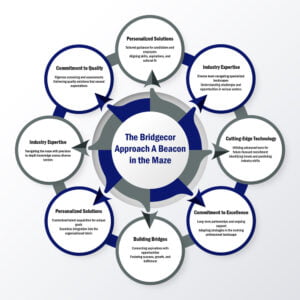 Personalized Solutions
Tailored guidance for candidates and
employers
Aligning skills, aspirations, and
cultural fit
Commitment to Quality
Rigorous screening and assessments
Delivering quality solutions that exceed
expectations
Industry Expertise
Diverse team navigating specialized
landscapes
Understanding challenges and
opportunities in various sectors
The Bridgecor
Approach A Beacon
in the Maze
Industry Expertise
Navigating the maze with precision
In-depth knowledge across diverse
sectors
Cutting-Edge Technology
Utilizing advanced tools for
future-focused recruitment
Identifying trends and predicting
industry shifts
Personalized Solutions
Customized talent acquisition for unique
goals
Seamless integration into the
organizational fabric
Commitment to Excellence
Long-term partnerships and ongoing
support
Adapting strategies in the evolving
professional landscape
Building Bridges
Connecting aspirations with
opportunities
Fostering success, growth, and
fulfillment